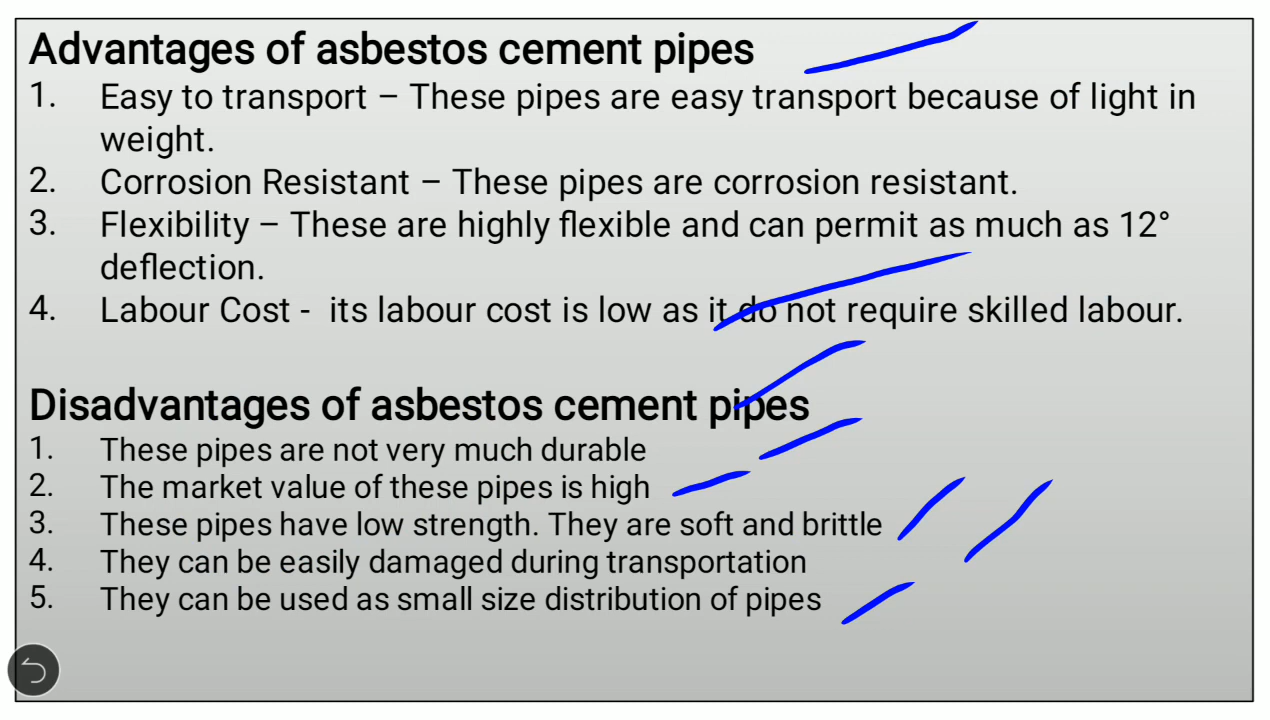 Advantages of asbestos cement pipes
1. Easy to transport – These pipes are easy transport because of light in
weight.
2. Corrosion Resistant – These pipes are corrosion resistant.
3. Flexibility – These are highly flexible and can permit as much as 12°
deflection.
4. Labour Cost - its labour cost is low as it do not require skilled labour.
Disadvantages of asbestos cement pipes
1. These pipes are not very much durable
2. The market value of these pipes is high
3. These pipes have low strength. They are soft and brittle
4. They can be easily damaged during transportation
5. They can be used as small size distribution of pipes